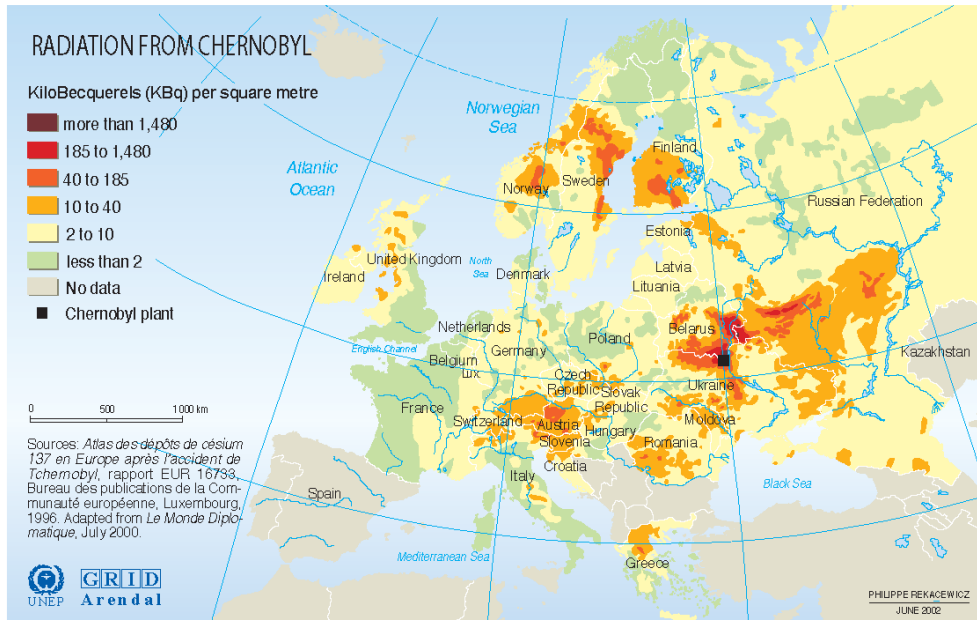 RADIATION FROM CHERNOBYL
KiloBecquerels (KBq) per square metre
more than 1,480
185 to 1,480
40 to 185
10 to 40
2 to 10
less than 2
No data
Chernobyl plant
Norwegian
Sea
Atlantic
Ocean
Finland
Norway
Sweden
Russian Federation
Estonia
Latvia
Lituania
United Kingdom
Ireland
North
Sea
Denmark
Netherlands
Belarus
Poland
Germany
English Channel
Belgium
Lux.
Kazakhstan
Czech
Republic
Slovak
Republic
Ukraine
France
Switzerland
Austria
Hungary
Moldova
Slovenia
Romania
Croatia
Italy
Spain
Black Sea
Mediterranean Sea
Greece
0
500
1000 km
Sources: Atlas des dépôts de césium
137 en Europe après l'accident de
Tchernobyl, rapport EUR 16733,
Bureau des publications de la Com-
munauté européenne, Luxembourg,
1996. Adapted from Le Monde Diplo-
matique, July 2000.
UNEP
GRID
Arendal
PHILIPPE REKACEWICZ
JUNE 2002